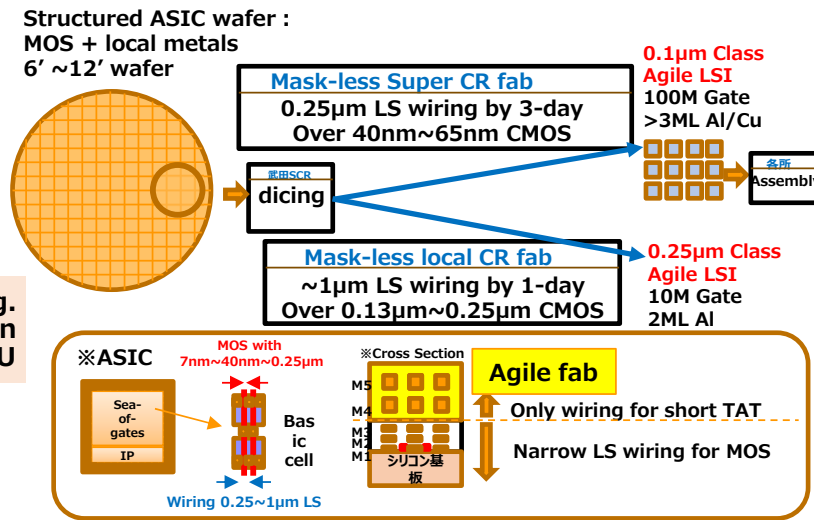 Structured ASIC wafer :
MOS + local metals
6’ ~12’ wafer
Mask-less Super CR fab
0.25μm LS wiring by 3-day
Over 40nm~65nm CMOS
0.1μm Class
Agile LSI
100M Gate
>3ML Al/Cu
武田SCR
dicing
各所
Assembly
Mask-less local CR fab
~1μm LS wiring by 1-day
Over 0.13μm~0.25μm CMOS
0.25μm Class
Agile LSI
10M Gate
2ML Al
g.
n
U
※ASIC
Sea-
of-
gates
IP
MOS with
7nm~40nm~0.25μm
Bas
ic
cell
Wiring 0.25~1μm LS
※Cross Section
M5
M4
M3
M2
M1
シリコン基
板
Agile fab
Only wiring for short TAT
Narrow LS wiring for MOS